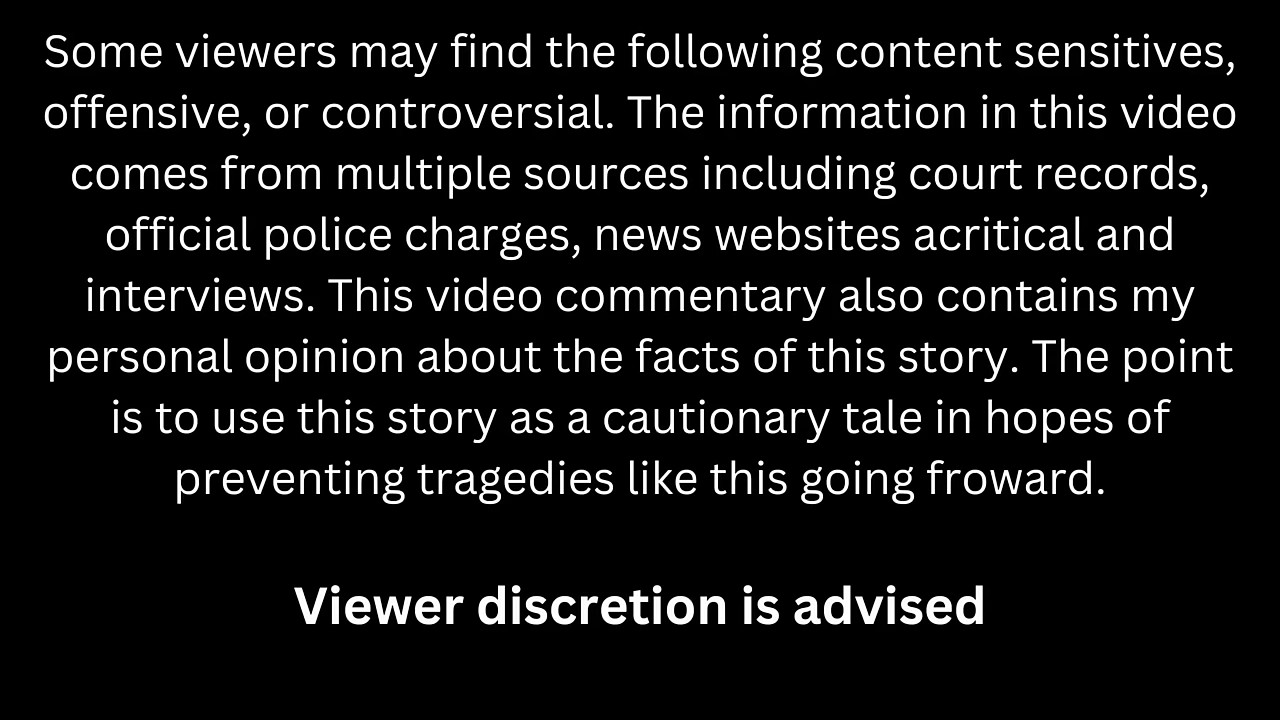 Some viewers may find the following content sensitives,
offensive, or controversial. The information in this video
comes from multiple sources including court records,
official police charges, news websites acritical and
interviews. This video commentary also contains my
personal opinion about the facts of this story. The point
is to use this story as a cautionary tale in hopes of
preventing tragedies like this going froward.
Viewer discretion is advised